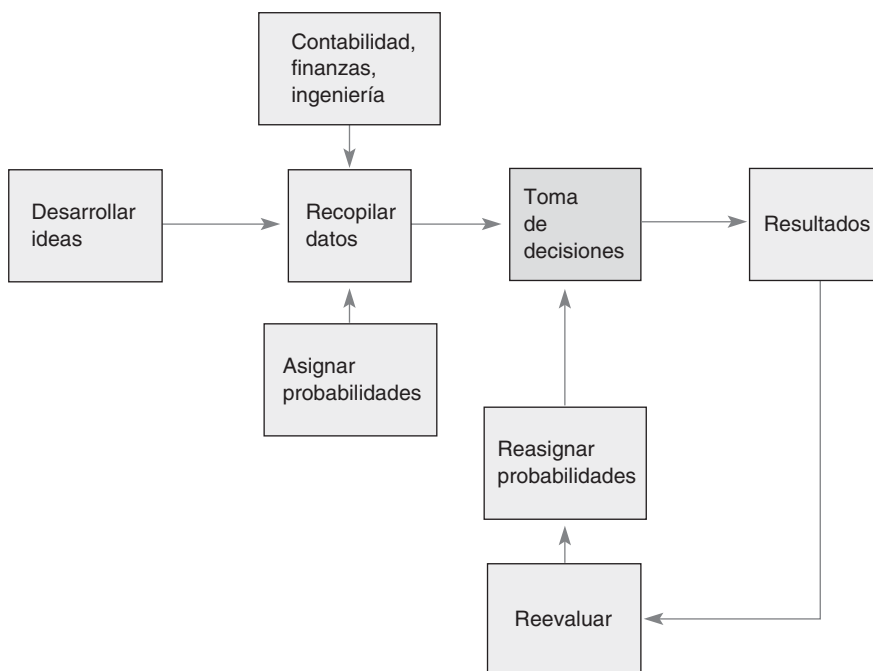 Contabilidad,
finanzas,
ingeniería
Desarrollar
ideas
Recopilar
datos
Toma
de
decisiones
Resultados
Asignar
probabilidades
Reasignar
probabilidades
Reevaluar